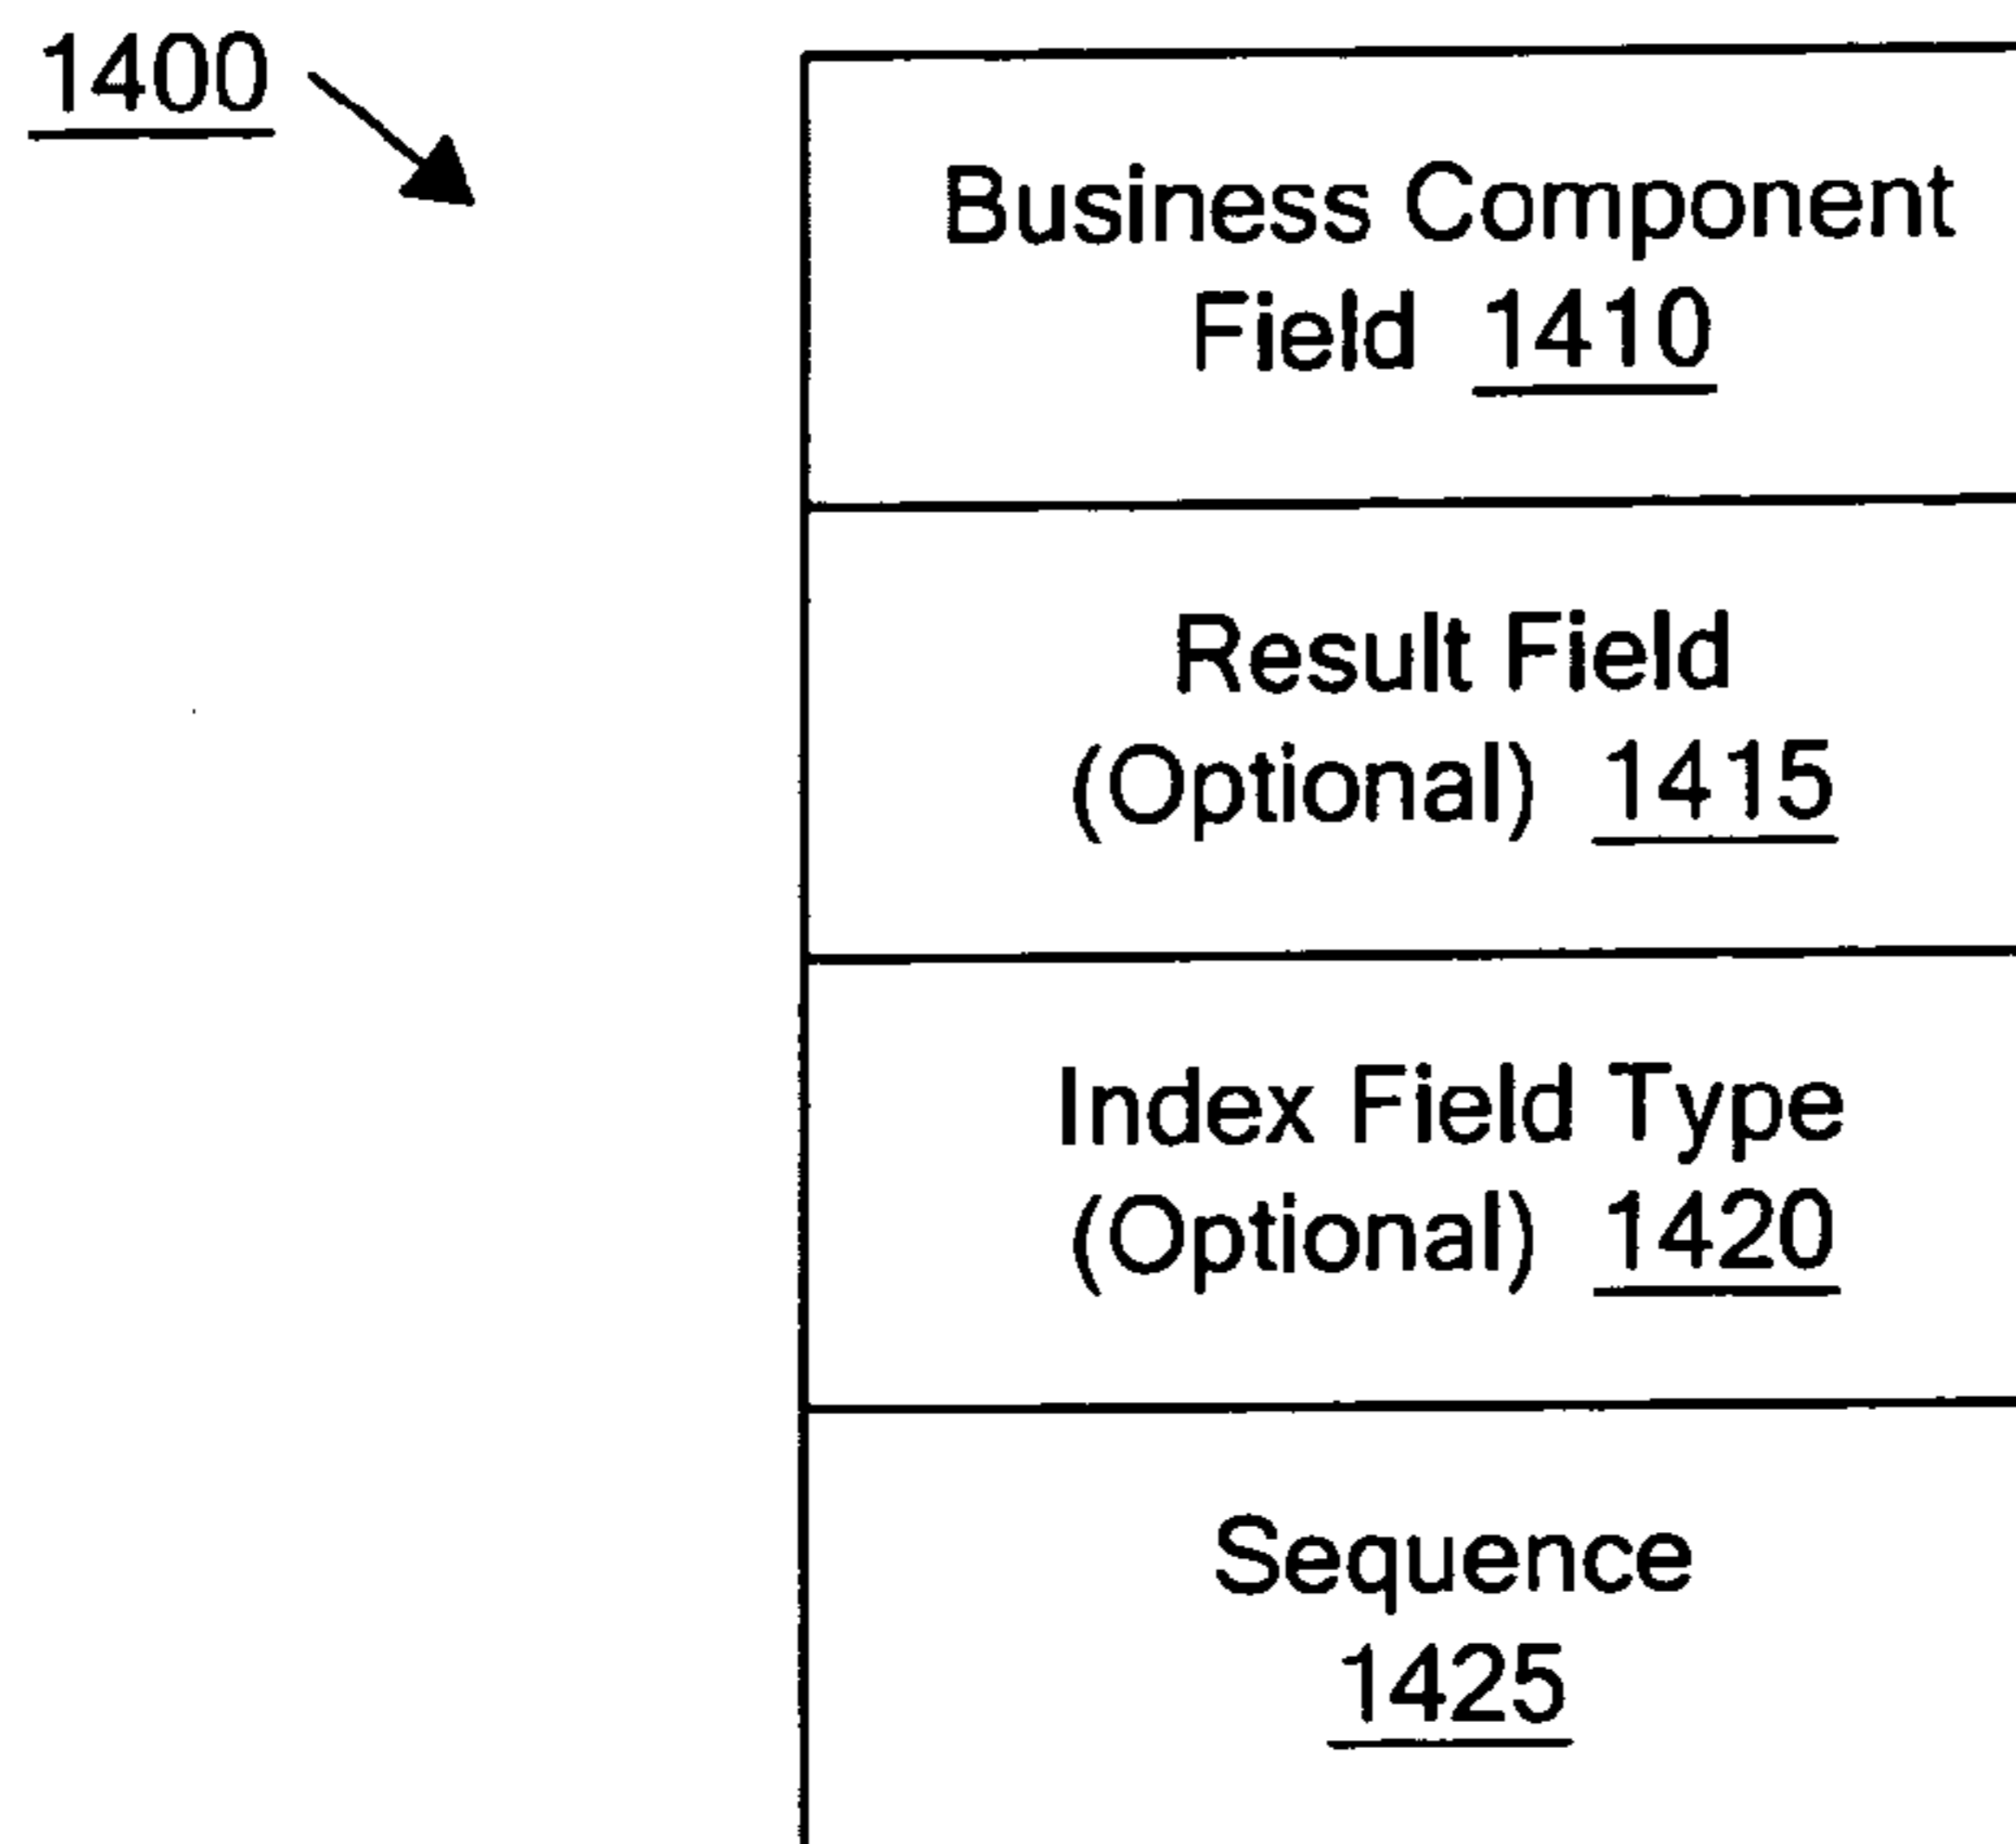 1400
Business Component
Field 1410
Result Field
(Optional) 1415
Index Field Type
(Optional) 1420
Sequence
1425